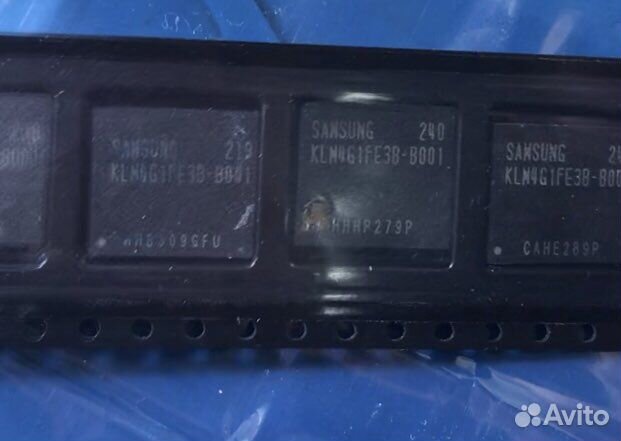 SAMSUNG 219
KLM4G1FE3B-B001
SAMSUNG 240
KLM4G1FE3B-B001
HHHP279P
SAMSUNG
KLM4G1FE3B-B00
CAHE289P
Avito